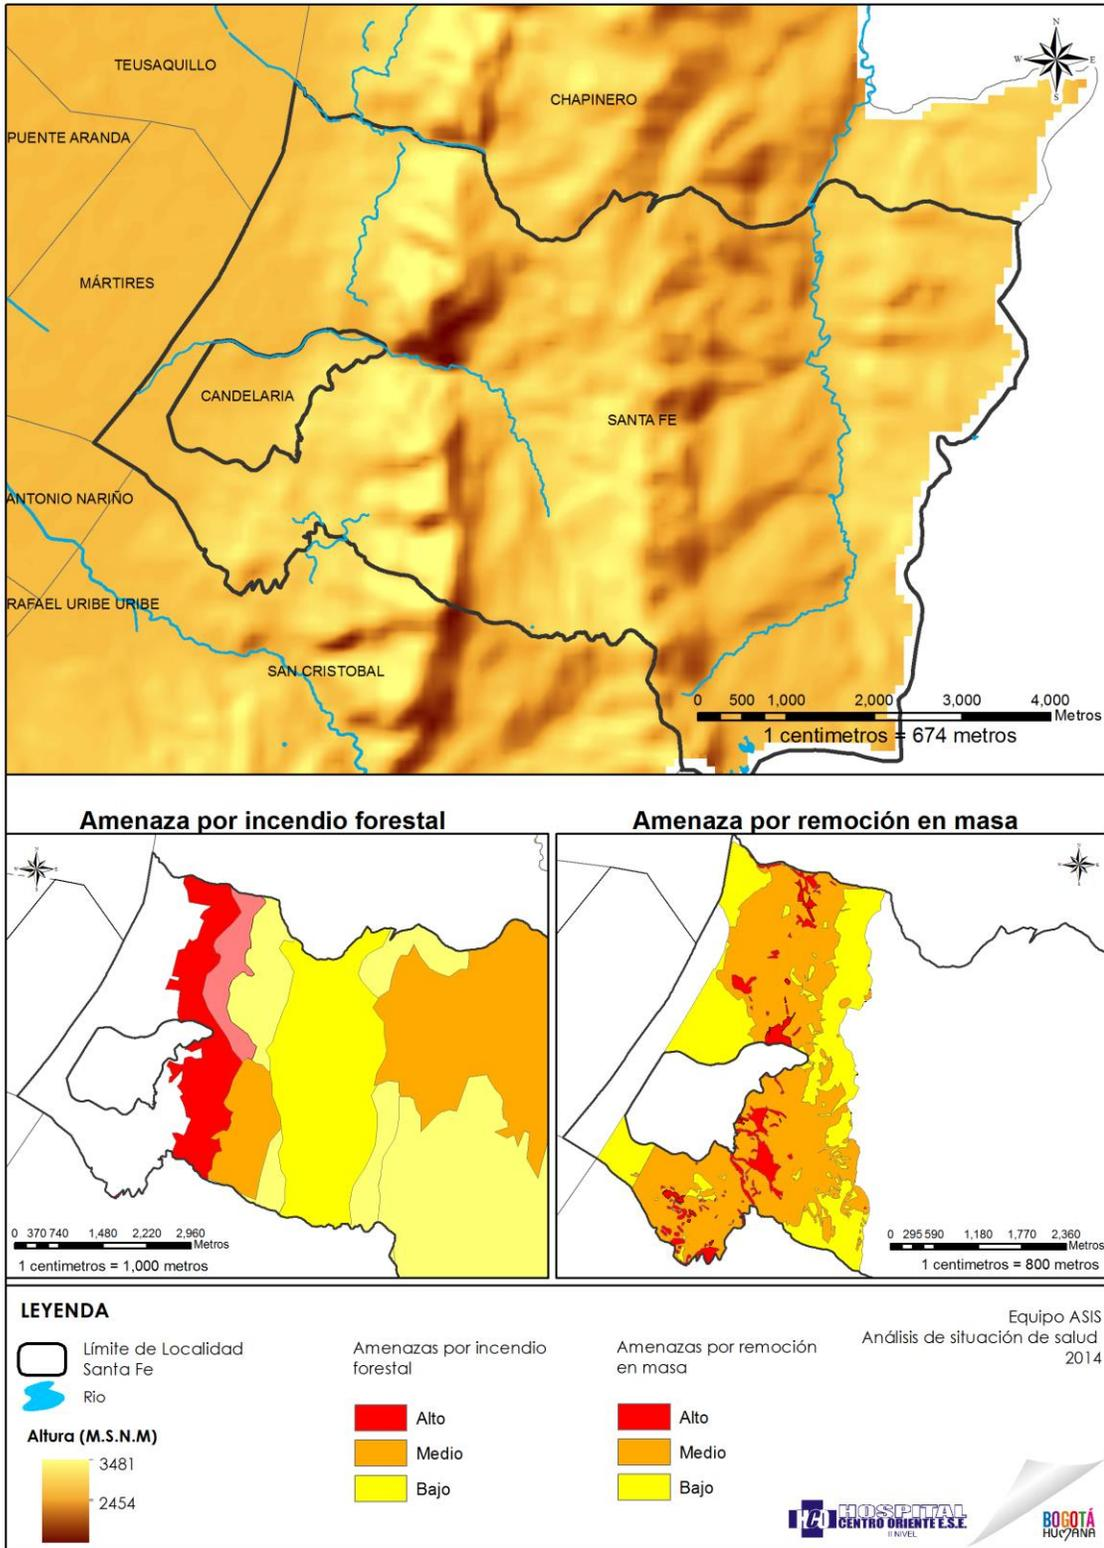 N
W
E
S
TEUSAQUILLO
CHAPINERO
PUENTE ARANDA
MÁRTIRES
CANDELARIA
SANTA FE
ANTONIO NARIÑO
RAFAEL URIBE URIBE
SAN CRISTOBAL
0 500 1,000 2,000 3,000 4,000
Metros
1 centimetros = 674 metros
Amenaza por incendio forestal
Amenaza por remoción en masa
0 370 740 1,480 2,220 2,960
Metros
1 centimetros = 1,000 metros
0 295 590 1,180 1,770 2,360
Metros
1 centimetros = 800 metros
LEYENDA
Límite de Localidad
Santa Fe
Rio
Altura (M.S.N.M)
3481
2454
Amenazas por incendio
forestal
Alto
Medio
Bajo
Amenazas por remoción
en masa
Alto
Medio
Bajo
Equipo ASIS
Análisis de situación de salud
2014
HCO HOSPITAL
CENTRO ORIENTE E.S.E.
II NIVEL
BOGOTÁ
HUMANA